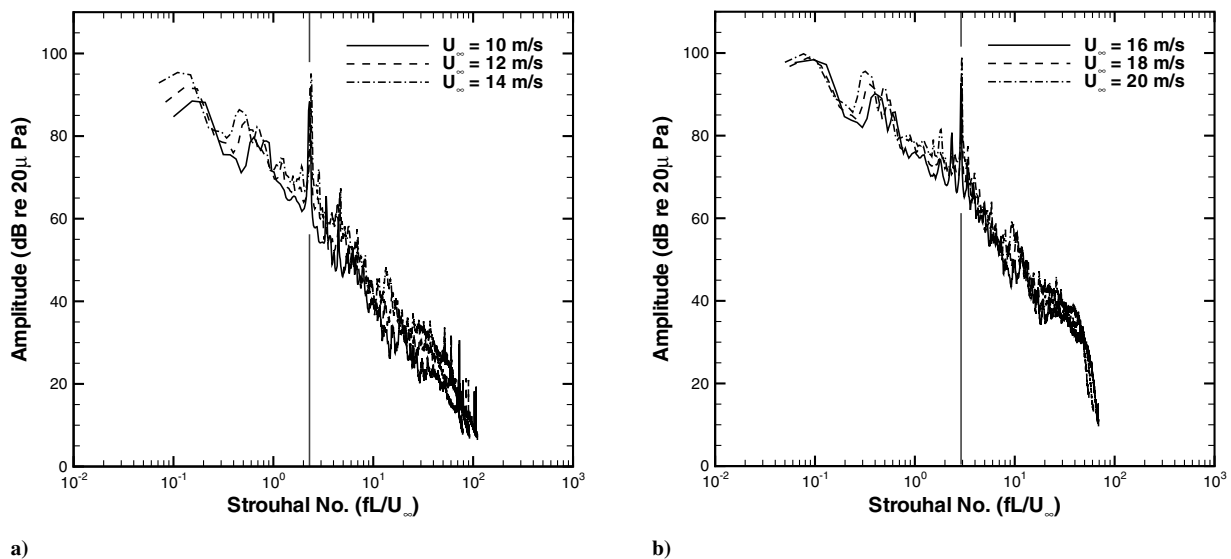 Amplitude (dB re 20μ Pa)
100
80
60
40
20
0
U∞ = 10 m/s
U∞ = 12 m/s
U∞ = 14 m/s
10-2
10-1
100
101
102
103
Strouhal No. (fL/U∞)
a)
Amplitude (dB re 20μ Pa)
100
80
60
40
20
0
U∞ = 16 m/s
U∞ = 18 m/s
U∞ = 20 m/s
10-2
10-1
100
101
102
103
Strouhal No. (fL/U∞)
b)